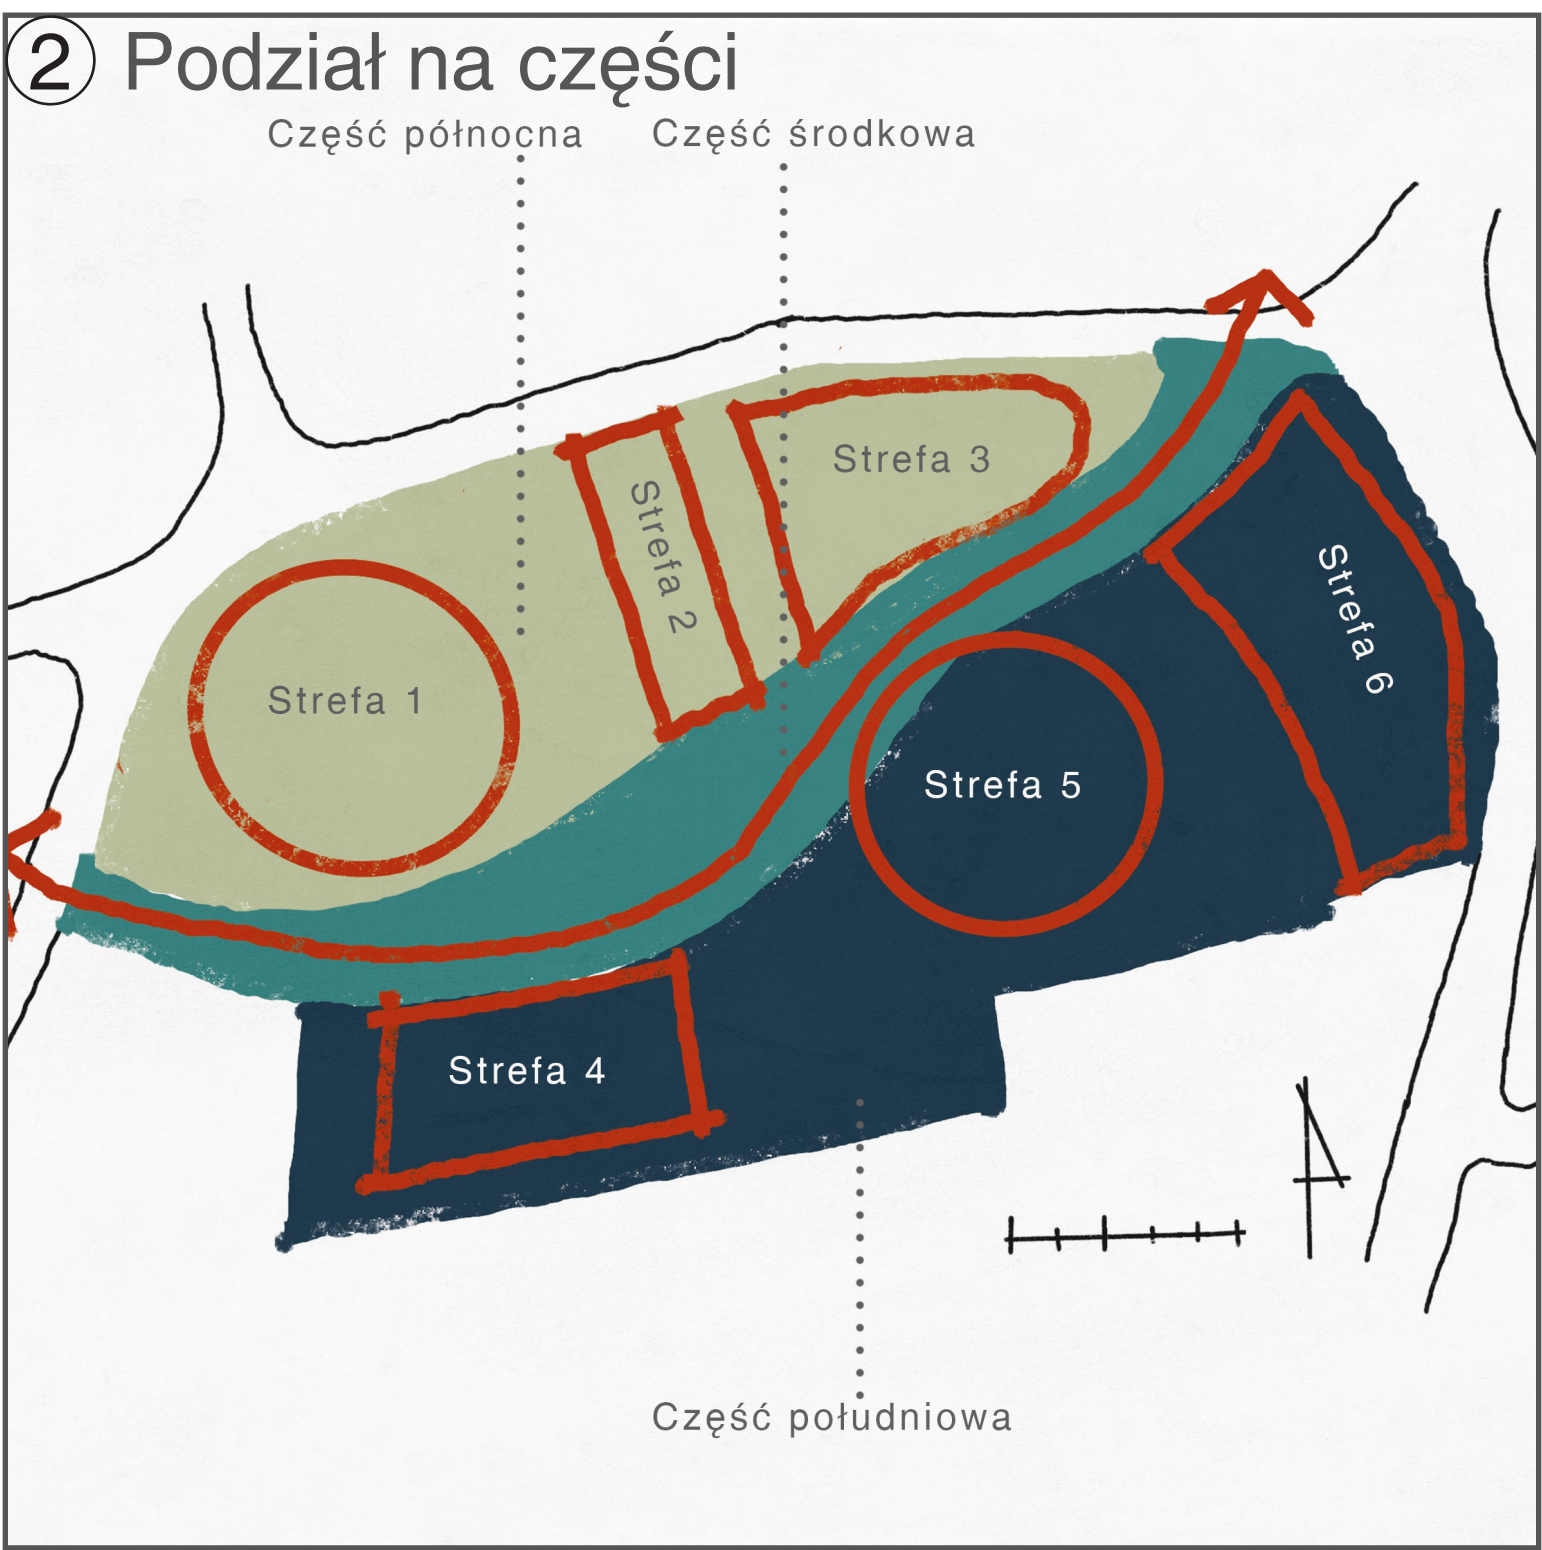 2 Podział na części
Część północna
Część środkowa
Strefa 3
Strefa 2
Strefa 6
Strefa 1
Strefa 5
Strefa 4
Część południowa